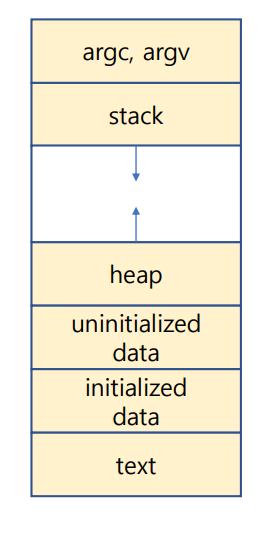 argc, argv
stack
heap
uninitialized
data
initialized
data
text